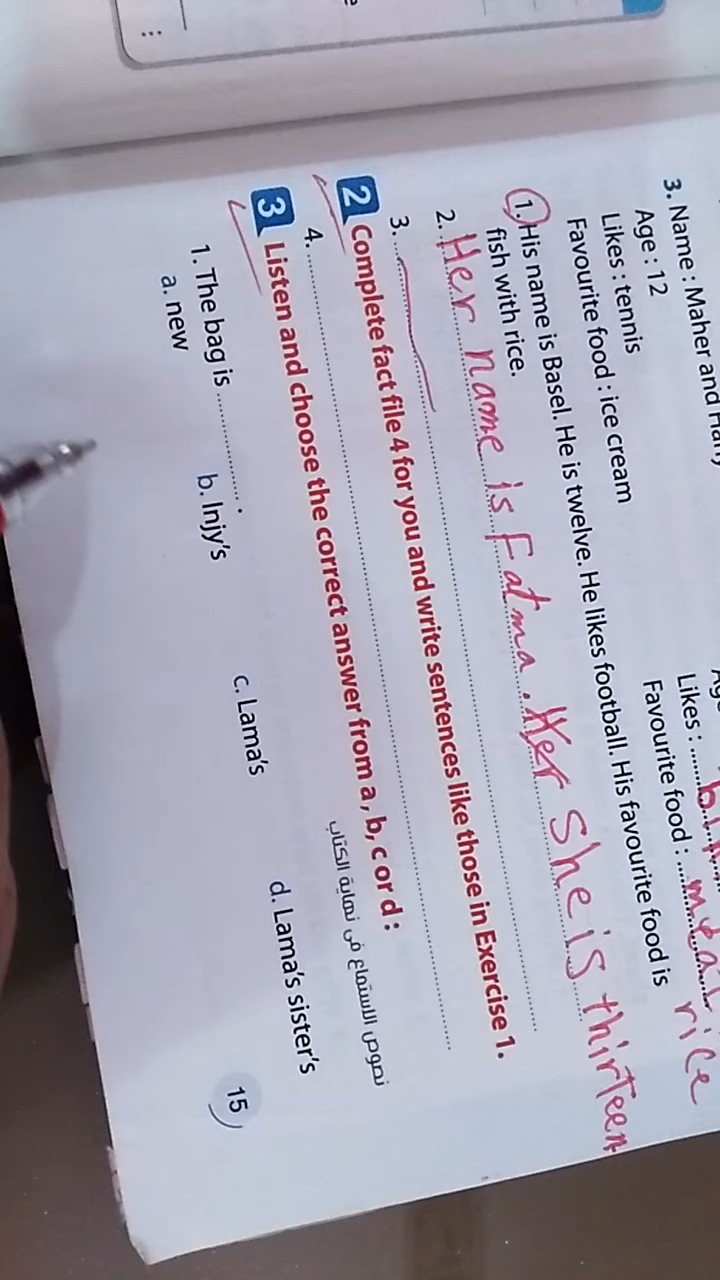 3. Name : Maher and
Age : 12
Likes : tennis
Favourite food : ice cream
Likes :
Favourite food : meat
rice
1. His name is Basel. He is twelve. He likes football. His favourite food is
fish with rice.
2. Her name is Fatma. Her She is thirteen
3.
2 Complete fact file 4 for you and write sentences like those in Exercise 1.
4.
3 Listen and choose the correct answer from a, b, c or d :
نصوص الاستماع فى نهاية الكتاب
1. The bag is .............. .
a. new b. Injy's c. Lama's d. Lama's sister's
15